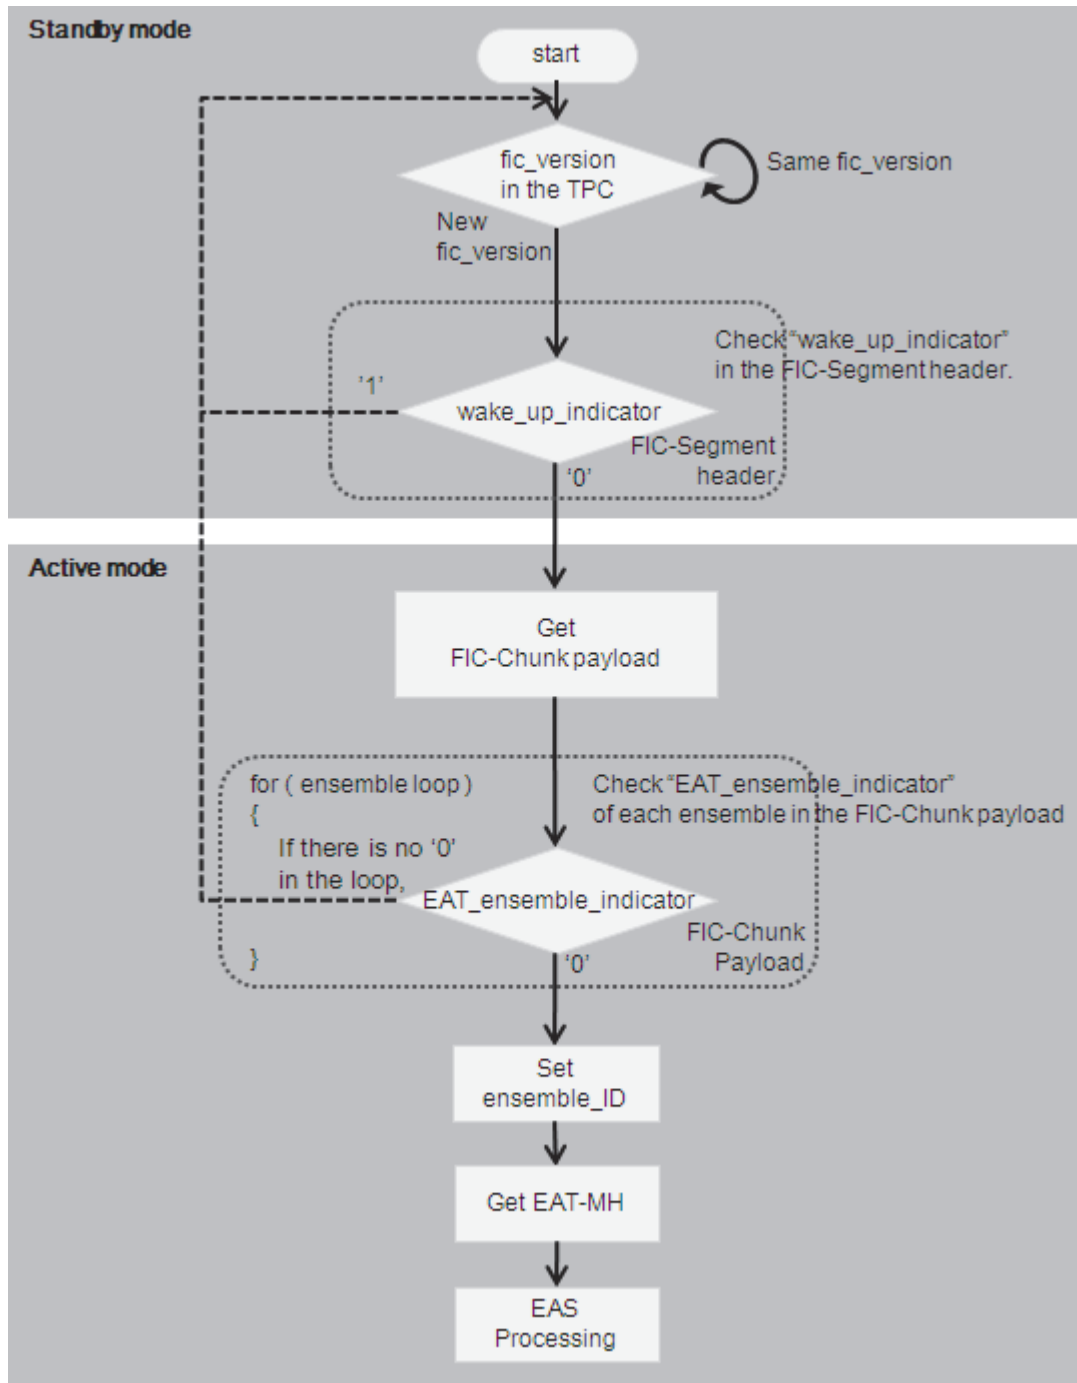 Standby mode
start
fic_version
in the TPC
Same fic_version
New
fic_version
Check “wake_up_indicator”
in the FIC-Segment header.
’1’
wake_up_indicator
FIC-Segment
header
‘0’
Active mode
Get
FIC-Chunk payload
for ( ensemble loop )
{
If there is no ‘0’
in the loop,
}
Check “EAT_ensemble_indicator”
of each ensemble in the FIC-Chunk payload
EAT_ensemble_indicator
FIC-Chunk
Payload
‘0’
Set
ensemble_ID
Get EAT-MH
EAS
Processing